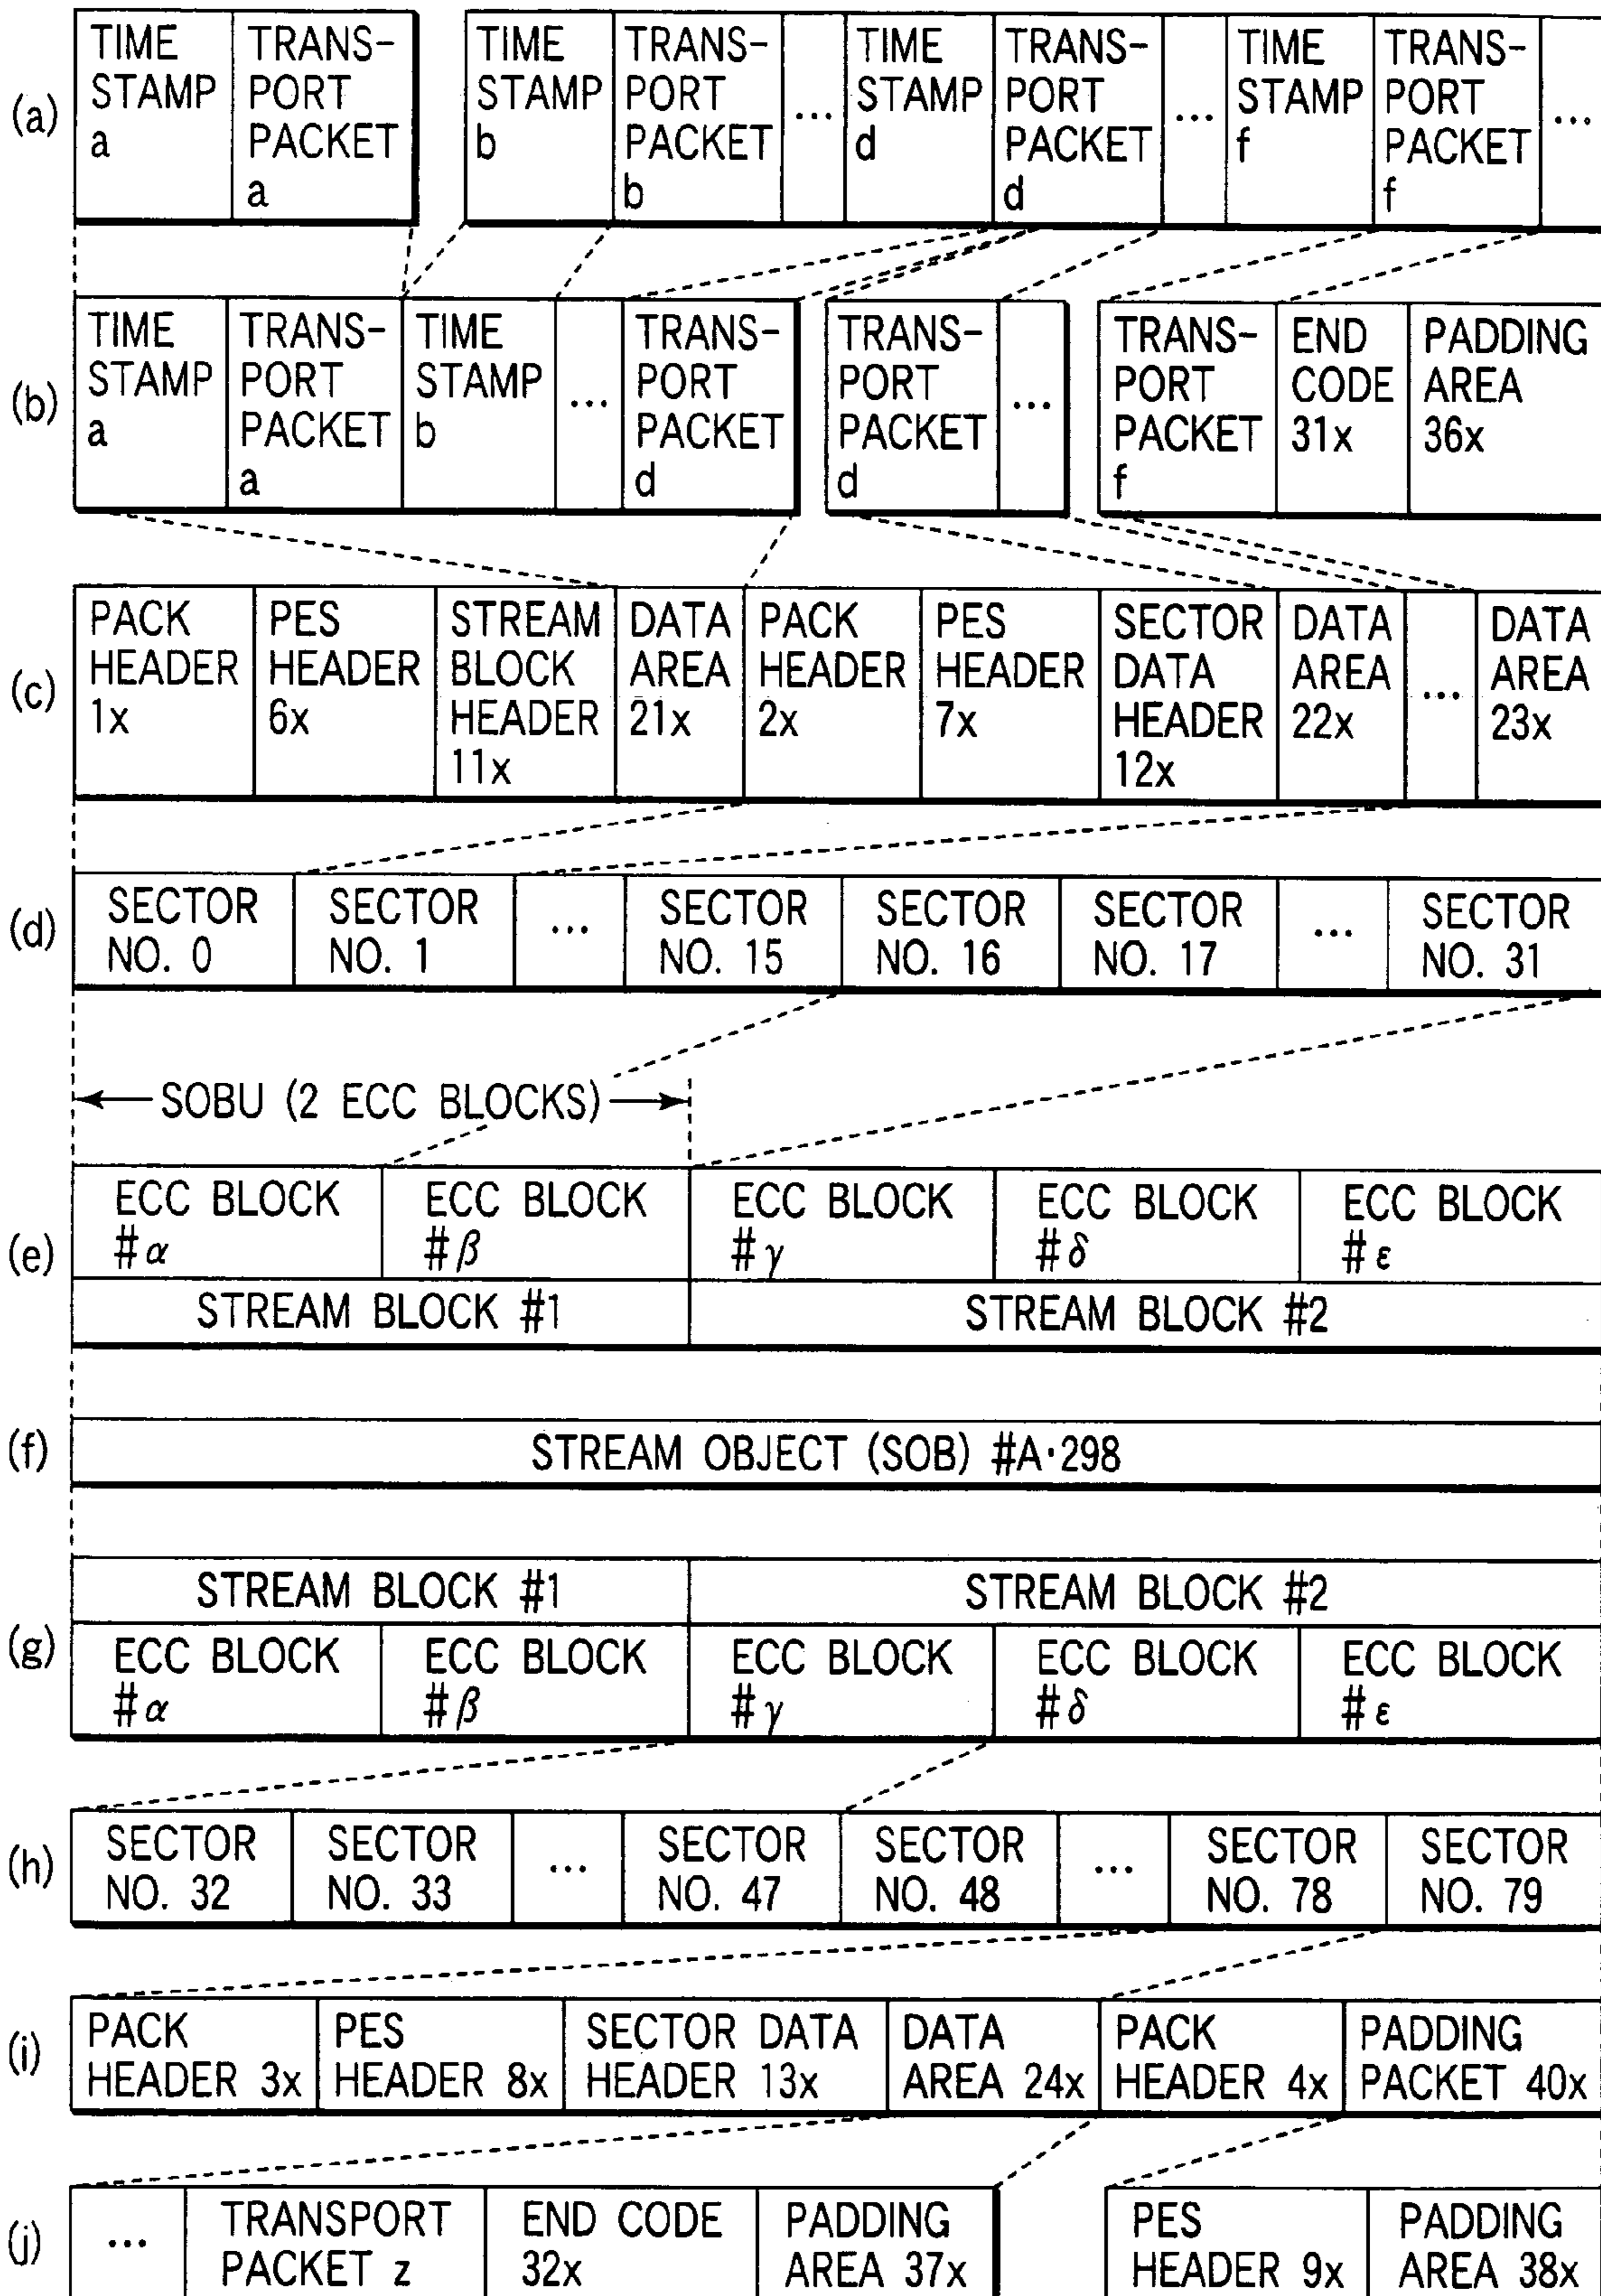 (a)
TIME STAMP a
TRANS- PORT PACKET a
TIME STAMP b
TRANS- PORT PACKET b
...
TIME STAMP d
TRANS- PORT PACKET d
...
TIME STAMP f
TRANS- PORT PACKET f
...
(b)
TIME STAMP a
TRANS- PORT PACKET a
TIME STAMP b
...
TRANS- PORT PACKET d
TRANS- PORT PACKET d
...
TRANS- PORT PACKET f
END CODE 31x
PADDING AREA 36x
(c)
PACK HEADER 1x
PES HEADER 6x
STREAM BLOCK HEADER 11x
DATA AREA 21x
PACK HEADER 2x
PES HEADER 7x
SECTOR DATA HEADER 12x
DATA AREA 22x
...
DATA AREA 23x
(d)
SECTOR NO. 0
SECTOR NO. 1
...
SECTOR NO. 15
SECTOR NO. 16
SECTOR NO. 17
...
SECTOR NO. 31
SOBU (2 ECC BLOCKS)
(e)
ECC BLOCK #α
ECC BLOCK #β
ECC BLOCK #γ
ECC BLOCK #δ
ECC BLOCK #ε
STREAM BLOCK #1
STREAM BLOCK #2
(f)
STREAM OBJECT (SOB) #A·298
(g)
STREAM BLOCK #1
STREAM BLOCK #2
ECC BLOCK #α
ECC BLOCK #β
ECC BLOCK #γ
ECC BLOCK #δ
ECC BLOCK #ε
(h)
SECTOR NO. 32
SECTOR NO. 33
...
SECTOR NO. 47
SECTOR NO. 48
...
SECTOR NO. 78
SECTOR NO. 79
(i)
PACK HEADER 3x
PES HEADER 8x
SECTOR DATA HEADER 13x
DATA AREA 24x
PACK HEADER 4x
PADDING PACKET 40x
(j)
...
TRANSPORT PACKET z
END CODE 32x
PADDING AREA 37x
PES HEADER 9x
PADDING AREA 38x